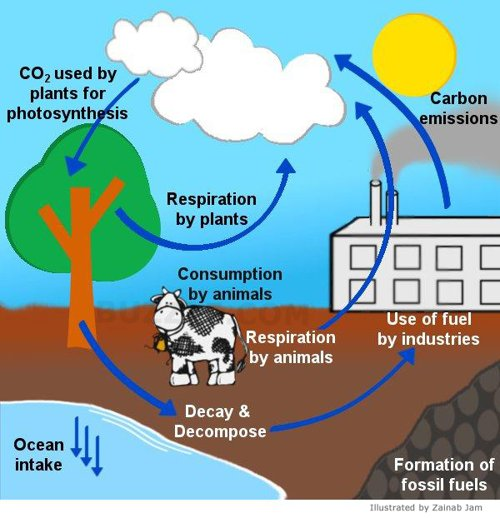 CO₂ used by
plants for
photosynthesis
Carbon
emissions
Respiration
by plants
Consumption
by animals
Respiration
by animals
Use of fuel
by industries
Decay &
Decompose
Ocean
intake
Formation of
fossil fuels
Illustrated by Zainab Jam